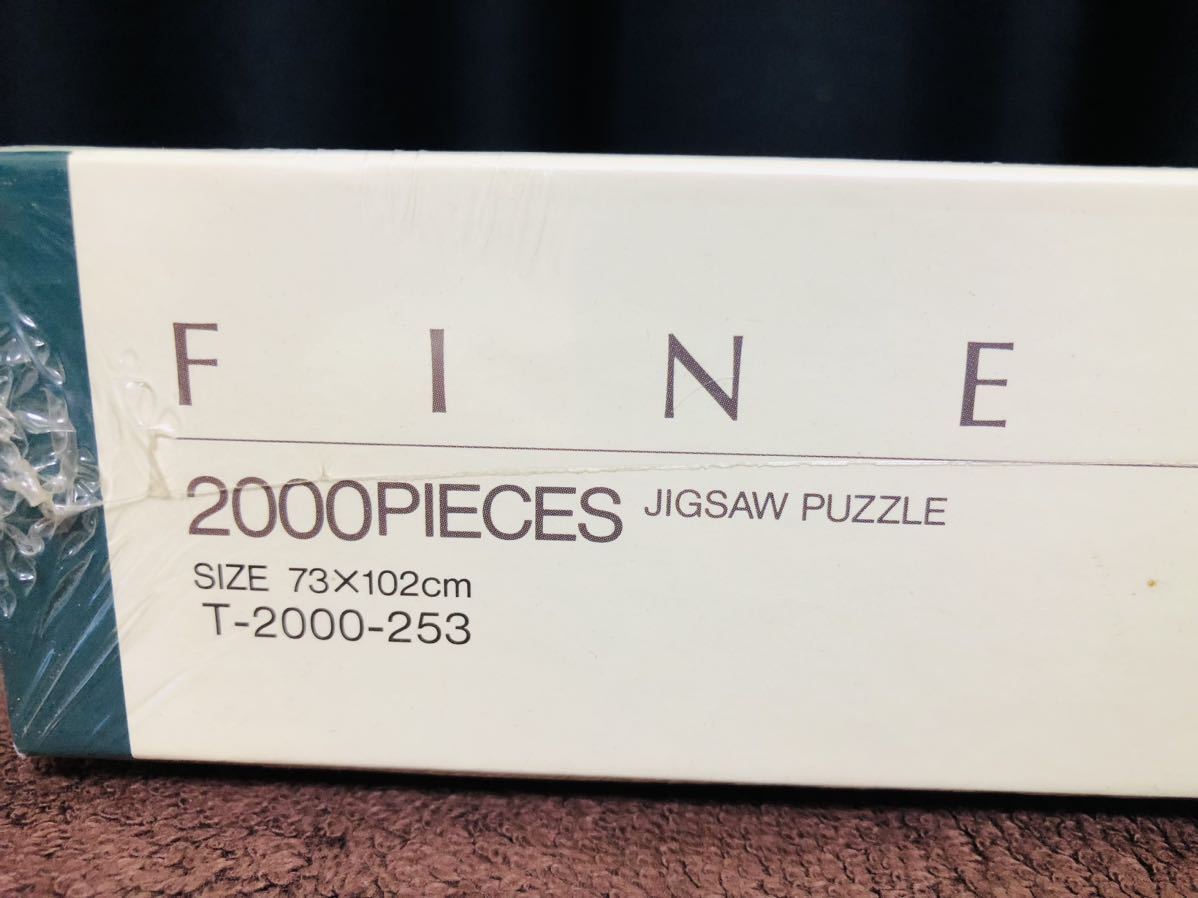 FINE
2000PIECES JIGSAW PUZZLE
SIZE 73×102cm
T-2000-253